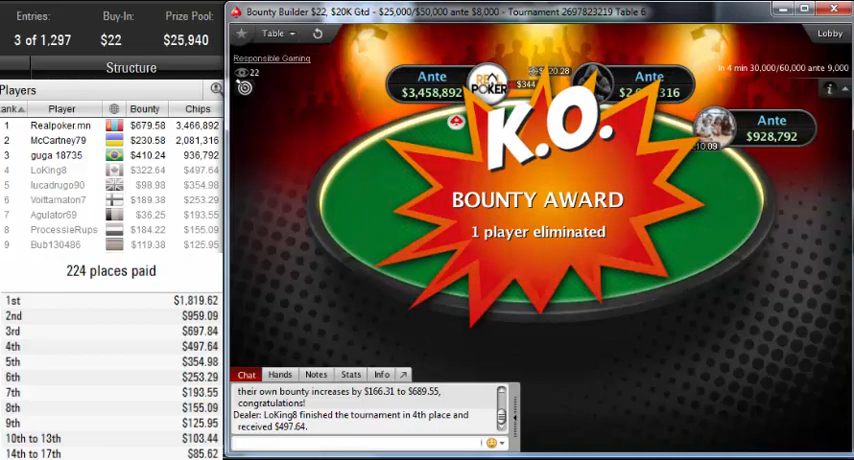 Entries:
Buy-In:
Prize Pool:
3 of 1,297
$22
$25,940
Structure
Players
Rank
Player
Bounty
Chips
1 Realpoker.mn $679.58 3,466,892
2 McCartney79 $230.58 2,081,316
3 guga 18735 $410.24 936,792
4 LoKing8 $322.64 $497.64
5 lucadrugo90 $98.98 $354.98
6 Voittamaton7 $189.38 $253.29
7 Agulator69 $36.25 $193.55
8 ProcessieRups $184.22 $155.09
9 Bub130486 $119.38 $125.95
224 places paid
1st $1,819.62
2nd $959.09
3rd $697.84
4th $497.64
5th $354.98
6th $253.29
7th $193.55
8th $155.09
9th $125.95
10th to 13th $103.44
14th to 17th $85.62
Bounty Builder $22, $20K Gtd - $25,000/$50,000 ante $8,000 - Tournament 2697823219 Table 6
Table
Lobby
Responsible Gaming
22
In 4 min 30,000/60,000 ante 9,000
Ante
$3,458,892
REAL
POKER
$344
Ante
Ante
$928,792
K.O.
BOUNTY AWARD
1 player eliminated
Chat
Hands
Notes
Stats
Info
their own bounty increases by $166.31 to $689.55,
congratulations!
Dealer: LoKing8 finished the tournament in 4th place and
received $497.64.